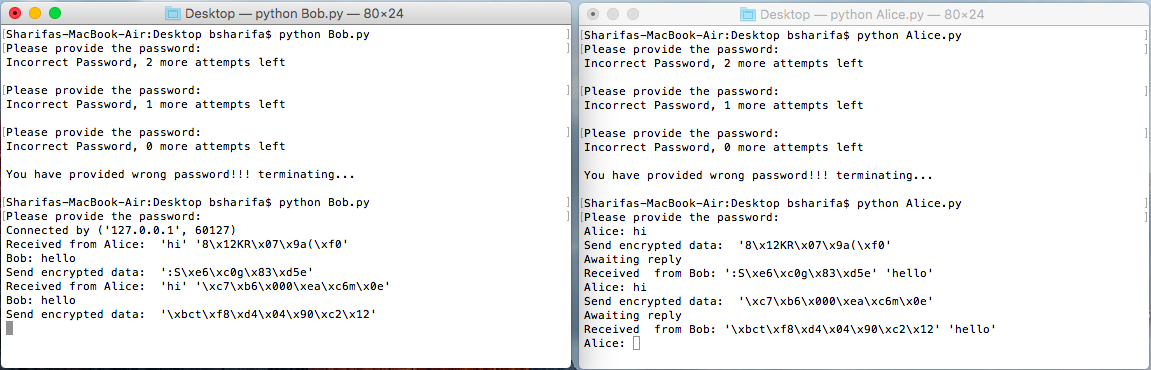 Desktop — python Bob.py — 80×24
Sharifas-MacBook-Air:Desktop bsharifa$ python Bob.py
Please provide the password:
Incorrect Password, 2 more attempts left
Please provide the password:
Incorrect Password, 1 more attempts left
Please provide the password:
Incorrect Password, 0 more attempts left
You have provided wrong password!!! terminating...
Sharifas-MacBook-Air:Desktop bsharifa$ python Bob.py
Please provide the password:
Connected by ('127.0.0.1', 60127)
Received from Alice:  'hi' '8\x12KR\x07\x9a(\xf0'
Bob: hello
Send encrypted data:  ':S\xe6\xc0g\x83\xd5e'
Received from Alice:  'hi' '\xc7\xb6\x000\xea\xc6m\x0e'
Bob: hello
Send encrypted data:  '\xbct\xf8\xd4\x04\x90\xc2\x12'
Desktop — python Alice.py — 80×24
Sharifas-MacBook-Air:Desktop bsharifa$ python Alice.py
Please provide the password:
Incorrect Password, 2 more attempts left
Please provide the password:
Incorrect Password, 1 more attempts left
Please provide the password:
Incorrect Password, 0 more attempts left
You have provided wrong password!!! terminating...
Sharifas-MacBook-Air:Desktop bsharifa$ python Alice.py
Please provide the password:
Alice: hi
Send encrypted data:  '8\x12KR\x07\x9a(\xf0'
Awaiting reply
Received  from Bob: ':S\xe6\xc0g\x83\xd5e' 'hello'
Alice: hi
Send encrypted data:  '\xc7\xb6\x000\xea\xc6m\x0e'
Awaiting reply
Received  from Bob: '\xbct\xf8\xd4\x04\x90\xc2\x12' 'hello'
Alice: